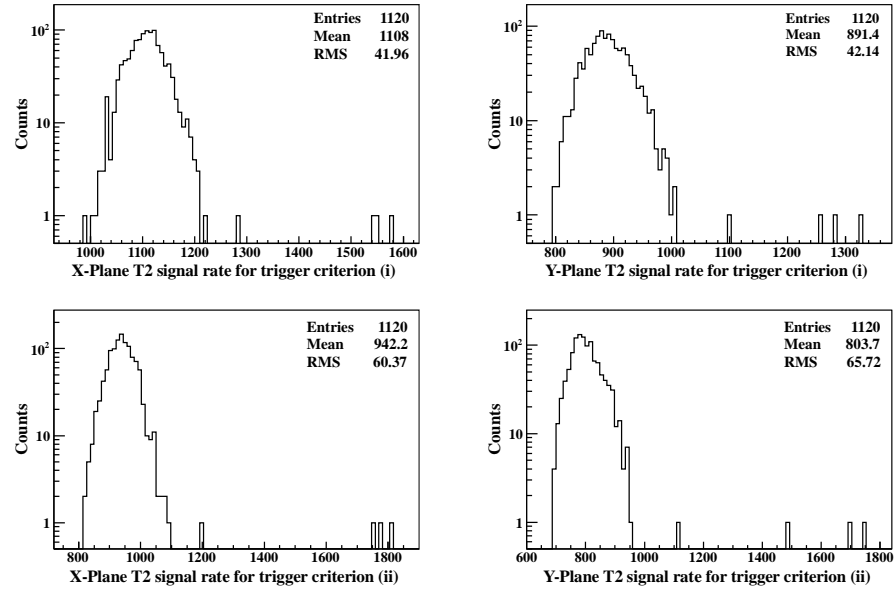 Entries 1120
Mean 1108
RMS 41.96
Counts
10²
10
1
1000 1100 1200 1300 1400 1500 1600
X-Plane T2 signal rate for trigger criterion (i)
Entries 1120
Mean 891.4
RMS 42.14
Counts
10²
10
1
800 900 1000 1100 1200 1300
Y-Plane T2 signal rate for trigger criterion (i)
Entries 1120
Mean 942.2
RMS 60.37
Counts
10²
10
1
800 1000 1200 1400 1600 1800
X-Plane T2 signal rate for trigger criterion (ii)
Entries 1120
Mean 803.7
RMS 65.72
Counts
10²
10
1
600 800 1000 1200 1400 1600 1800
Y-Plane T2 signal rate for trigger criterion (ii)